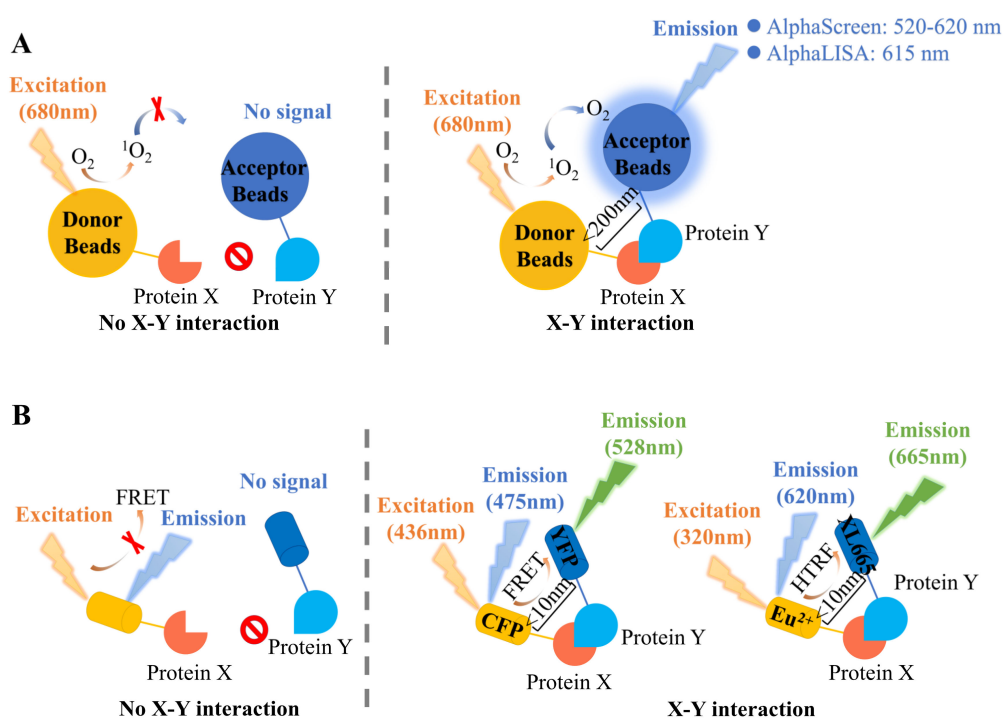 A
Excitation
(680nm)
O2
1O2
No signal
Acceptor
Beads
Donor
Beads
Protein X
Protein Y
No X-Y interaction
Emission
● AlphaScreen: 520-620 nm
● AlphaLISA: 615 nm
Excitation
(680nm)
O2
O2
1O2
Acceptor
Beads
<200nm
Donor
Beads
Protein Y
Protein X
X-Y interaction
B
No signal
FRET
Excitation
Emission
Protein X
Protein Y
No X-Y interaction
Emission
(528nm)
Emission
(475nm)
Excitation
(436nm)
YFP
FRET
<10nm
CFP
Protein Y
Protein X
Emission
(665nm)
Emission
(620nm)
Excitation
(320nm)
XL665
HTRF
<10nm
Eu2+
Protein Y
Protein X
X-Y interaction